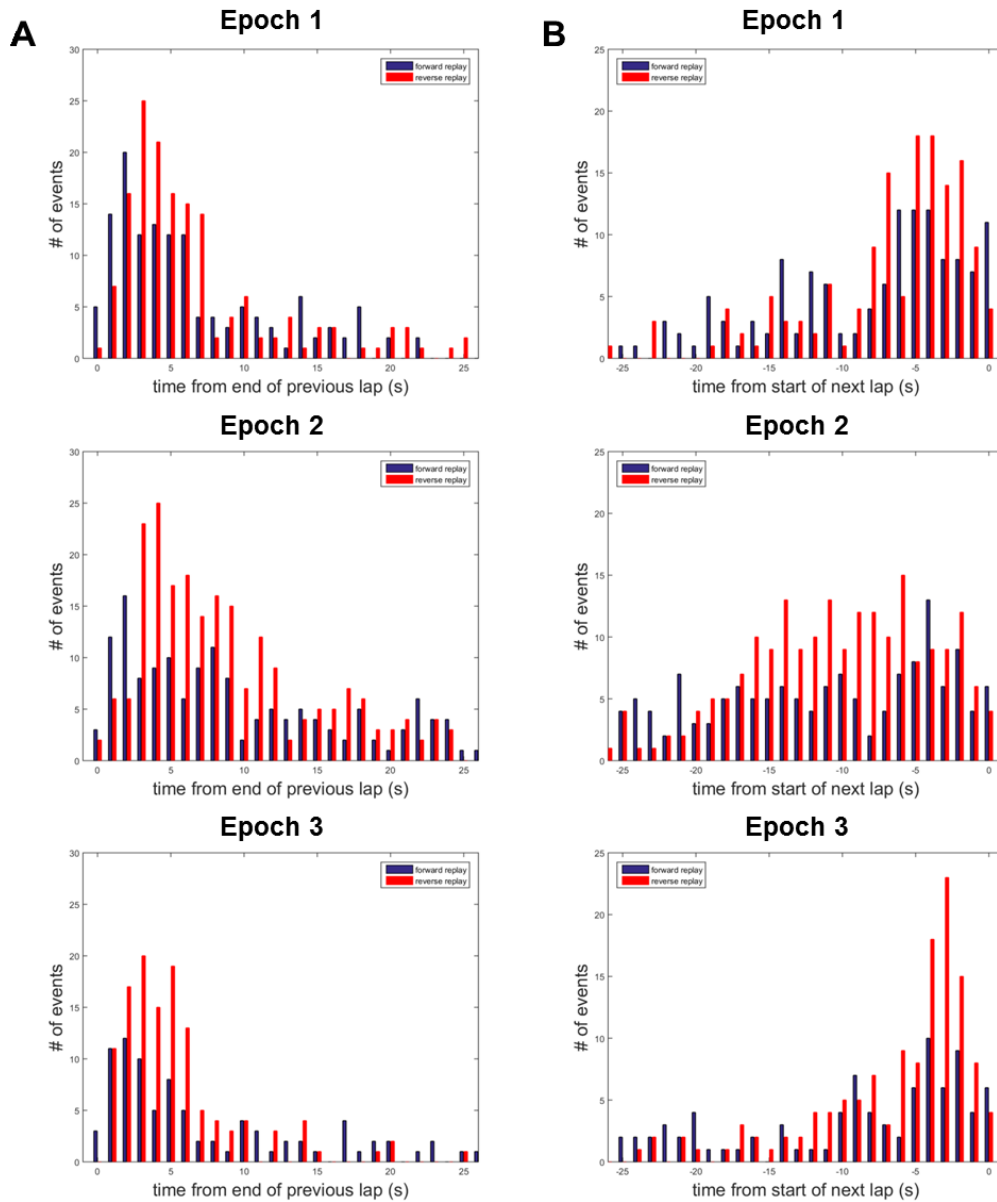 A
Epoch 1
30
25
20
15
10
5
0
0 5 10 15 20 25
# of events
time from end of previous lap (s)
forward replay
reverse replay
B
Epoch 1
25
20
15
10
5
0
-25 -20 -15 -10 -5 0
# of events
time from start of next lap (s)
forward replay
reverse replay
Epoch 2
30
25
20
15
10
5
0
0 5 10 15 20 25
# of events
time from end of previous lap (s)
forward replay
reverse replay
Epoch 2
25
20
15
10
5
0
-25 -20 -15 -10 -5 0
# of events
time from start of next lap (s)
forward replay
reverse replay
Epoch 3
30
25
20
15
10
5
0
0 5 10 15 20 25
# of events
time from end of previous lap (s)
forward replay
reverse replay
Epoch 3
25
20
15
10
5
0
-25 -20 -15 -10 -5 0
# of events
time from start of next lap (s)
forward replay
reverse replay